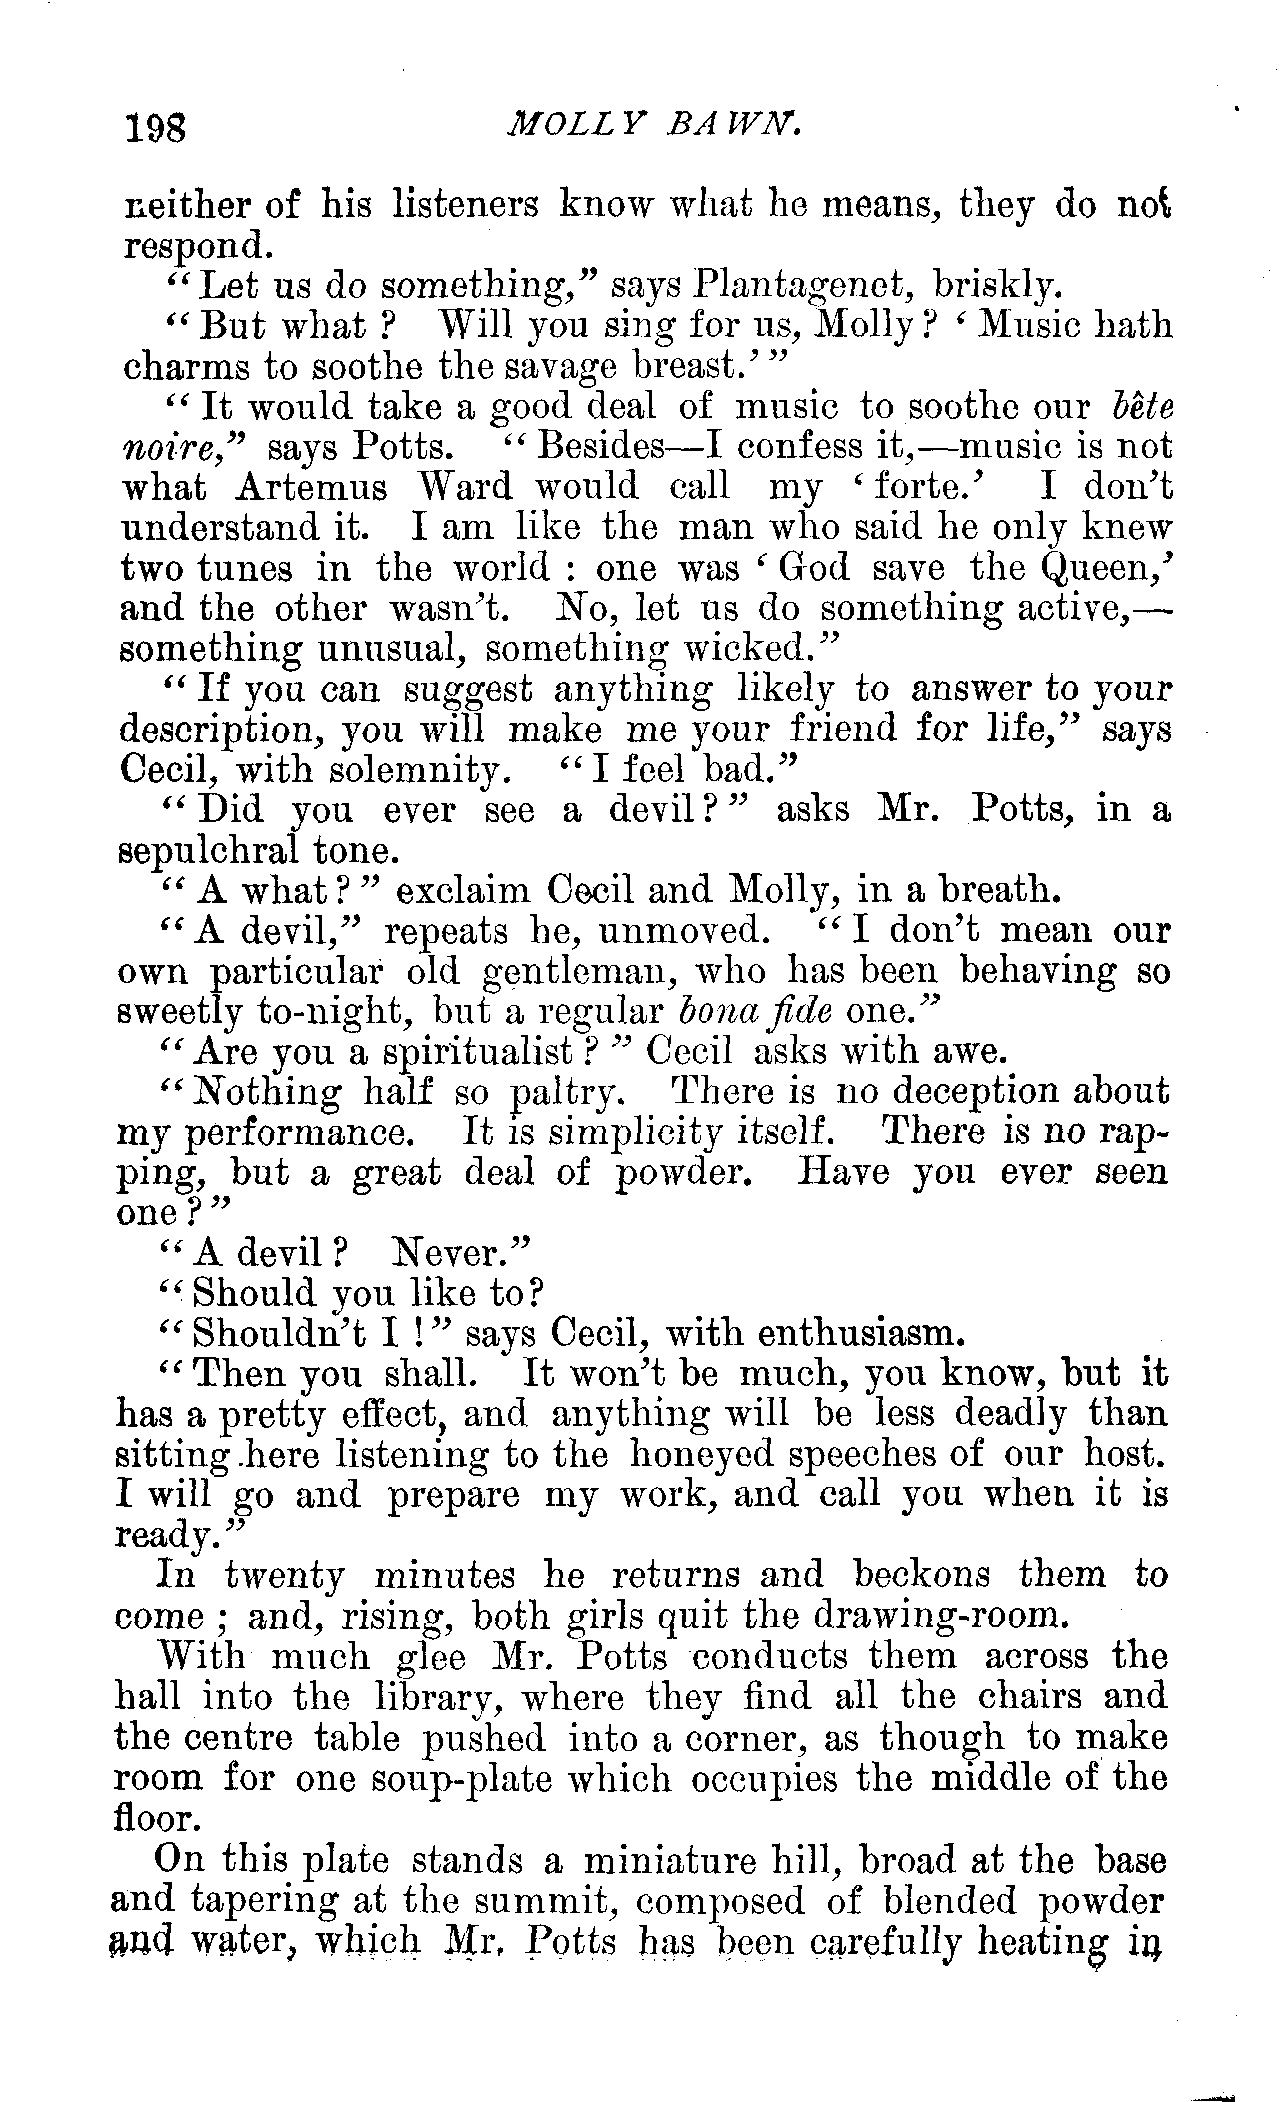 198 MOLLY BAWN.
neither of his listeners know what he means, they do not
respond.
“Let us do something,” says Plantagenet, briskly.
“But what ? Will you sing for us, Molly ? ‘Music hath
charms to soothe the savage breast.’”
“It would take a good deal of music to soothe our bête
noire,” says Potts. “Besides—I confess it,—music is not
what Artemus Ward would call my ‘forte.’ I don’t
understand it. I am like the man who said he only knew
two tunes in the world : one was ‘God save the Queen,’
and the other wasn’t. No, let us do something active,—
something unusual, something wicked.”
“If you can suggest anything likely to answer to your
description, you will make me your friend for life,” says
Cecil, with solemnity. “I feel bad.”
“Did you ever see a devil?” asks Mr. Potts, in a
sepulchral tone.
“A what?” exclaim Cecil and Molly, in a breath.
“A devil,” repeats he, unmoved. “I don’t mean our
own particular old gentleman, who has been behaving so
sweetly to-night, but a regular bona fide one.”
“Are you a spiritualist ?” Cecil asks with awe.
“Nothing half so paltry. There is no deception about
my performance. It is simplicity itself. There is no rap-
ping, but a great deal of powder. Have you ever seen
one?”
“A devil ? Never.”
“Should you like to?
“Shouldn’t I !” says Cecil, with enthusiasm.
“Then you shall. It won’t be much, you know, but it
has a pretty effect, and anything will be less deadly than
sitting here listening to the honeyed speeches of our host.
I will go and prepare my work, and call you when it is
ready.”
In twenty minutes he returns and beckons them to
come ; and, rising, both girls quit the drawing-room.
With much glee Mr. Potts conducts them across the
hall into the library, where they find all the chairs and
the centre table pushed into a corner, as though to make
room for one soup-plate which occupies the middle of the
floor.
On this plate stands a miniature hill, broad at the base
and tapering at the summit, composed of blended powder
and water, which Mr. Potts has been carefully heating in